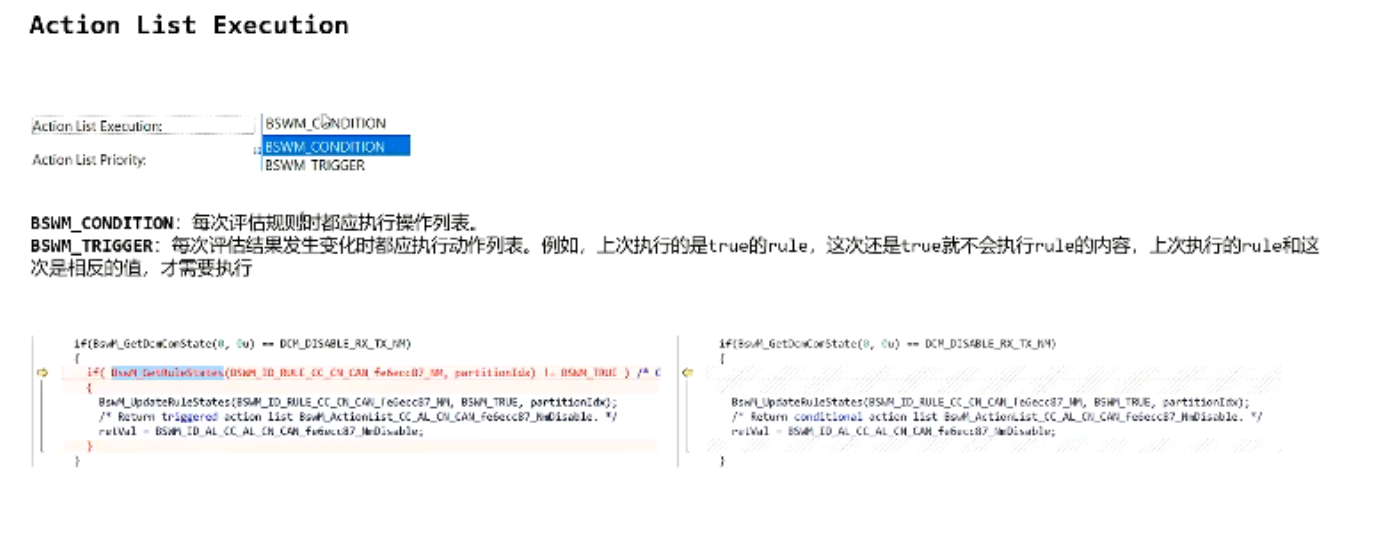 Action List Execution
Action List Execution:
BSWM_CONDITION
BSWM_CONDITION
Action List Priority:
BSWM_TRIGGER
BSWM_CONDITION：每次评估规则时都应执行操作列表。
BSWM_TRIGGER：每次评估结果发生变化时都应执行动作列表。例如，上次执行的是true的rule，这次还是true就不会执行rule的内容，上次执行的rule和这
次是相反的值，才需要执行
if(BswM_GetDcmComState(0, 0u) == DCM_DISABLE_RX_TX_NM)
{
if( BswM_GetRuleStates(BSWM_ID_RULE_CC_CN_CAN_fe6ecc87_NM, partitionIdx) != BSWM_TRUE ) /* C
{
BswM_UpdateRuleStates(BSWM_ID_RULE_CC_CN_CAN_fe6ecc87_NM, BSWM_TRUE, partitionIdx);
/* Return triggered action list BswM_ActionList_CC_AL_CN_CAN_fe6ecc87_NmDisable. */
retVal = BSWM_ID_AL_CC_AL_CN_CAN_fe6ecc87_NmDisable;
}
}
if(BswM_GetDcmComState(0, 0u) == DCM_DISABLE_RX_TX_NM)
{
BswM_UpdateRuleStates(BSWM_ID_RULE_CC_CN_CAN_fe6ecc87_NM, BSWM_TRUE, partitionIdx);
/* Return conditional action list BswM_ActionList_CC_AL_CN_CAN_fe6ecc87_NmDisable. */
retVal = BSWM_ID_AL_CC_AL_CN_CAN_fe6ecc87_NmDisable;
}